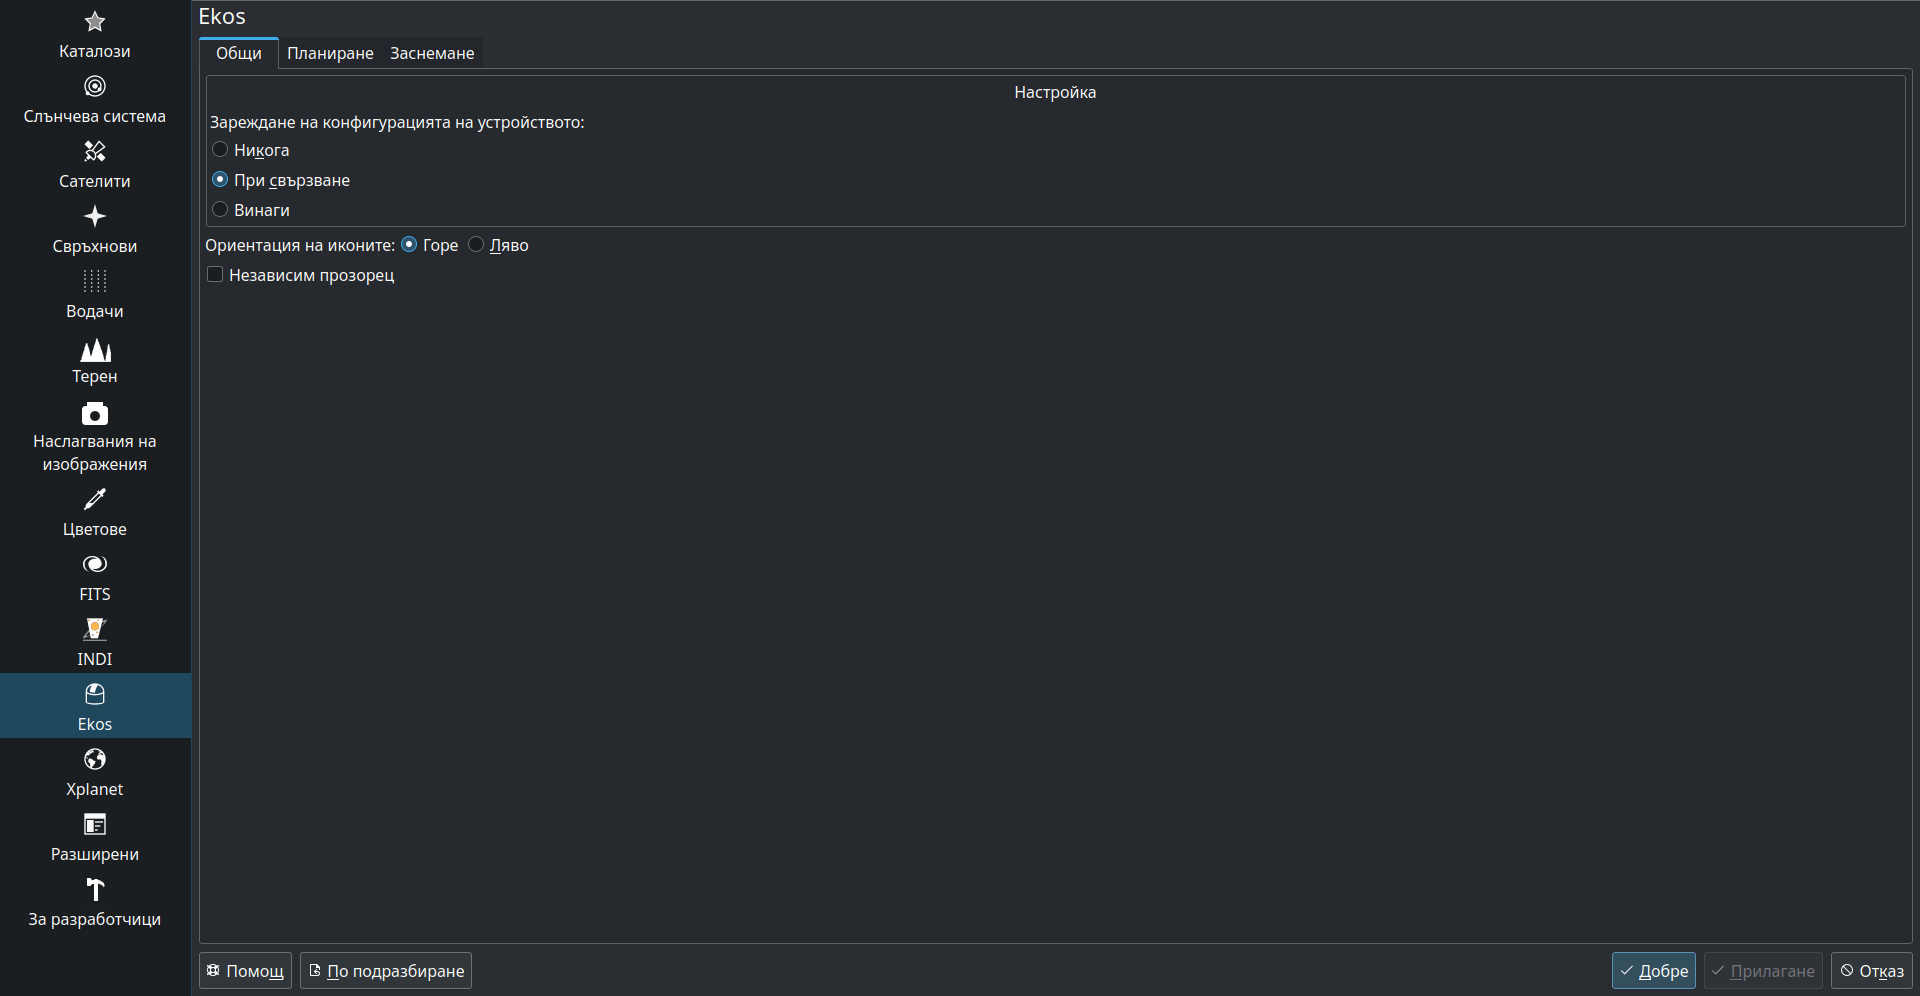 Каталози
Слънчева система
Сателити
Свръхнови
Водачи
Терен
Наслагвания на
изображения
Цветове
FITS
INDI
Ekos
Xplanet
Разширени
За разработчици
Ekos
Общи Планиране Заснемане
Настройка
Зареждане на конфигурацията на устройството:
Никога
При свързване
Винаги
Ориентация на иконите: Горе Ляво
Независим прозорец
Помощ По подразбиране Добре Прилагане Отказ